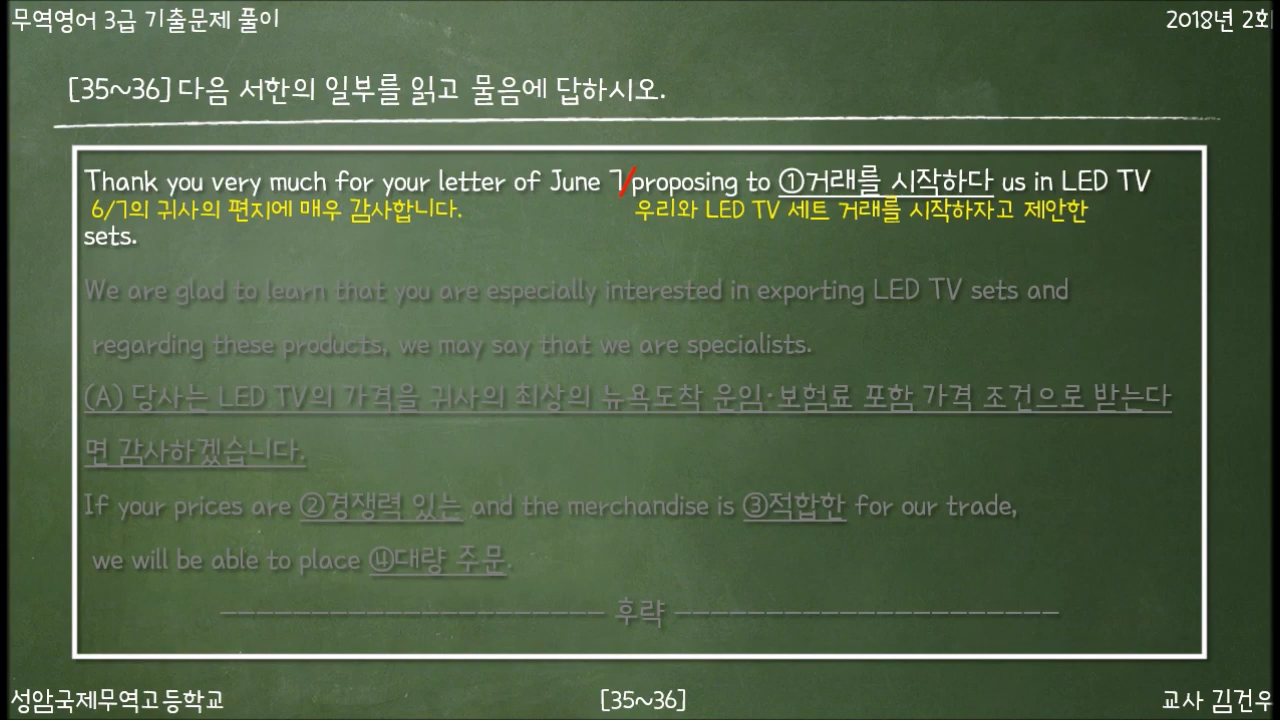 무역영어 3급 기출문제 풀이
2018년 2회
[35~36] 다음 서한의 일부를 읽고 물음에 답하시오.
Thank you very much for your letter of June 7/proposing to ①거래를 시작하다 us in LED TV
6/7의 귀사의 편지에 매우 감사합니다. 우리와 LED TV 세트 거래를 시작하자고 제안한
sets.
We are glad to learn that you are especially interested in exporting LED TV sets and
regarding these products, we may say that we are specialists.
(A) 당사는 LED TV의 가격을 귀사의 최상의 뉴욕도착 운임·보험료 포함 가격 조건으로 받는다
면 감사하겠습니다.
If your prices are ②경쟁력 있는 and the merchandise is ③적합한 for our trade,
we will be able to place ④대량 주문.
--------------------- 후략 ---------------------
성암국제무역고등학교
[35~36]
교사 김건우